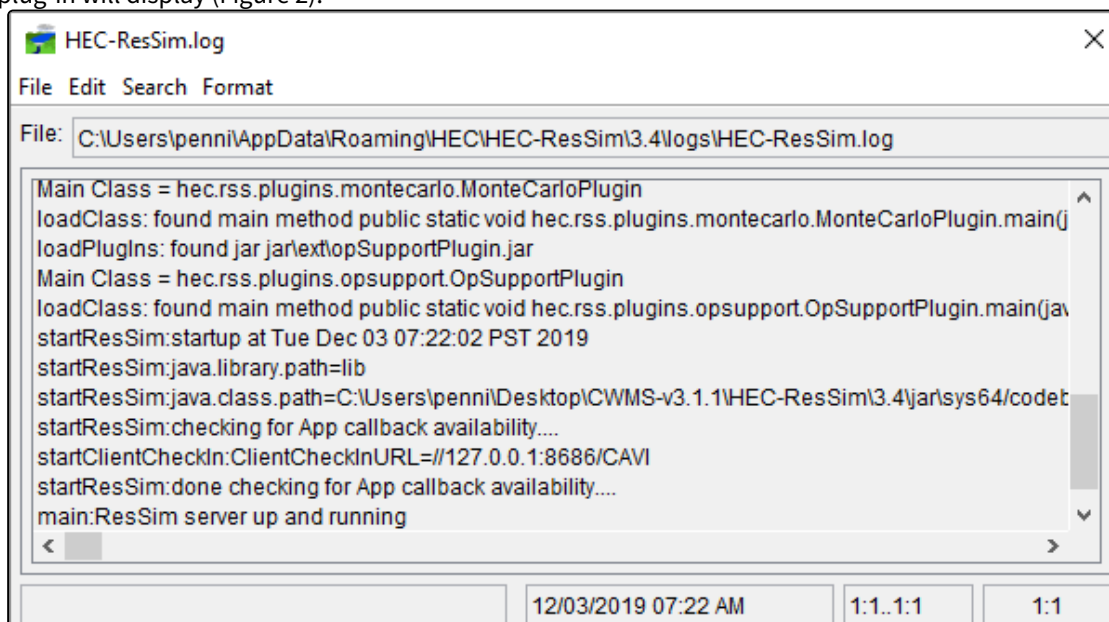 plug-in will display (Figure 2).
HEC-ResSim.log
File Edit Search Format
File: C:\Users\penni\AppData\Roaming\HEC\HEC-ResSim\3.4\logs\HEC-ResSim.log
Main Class = hec.rss.plugins.montecarlo.MonteCarloPlugin
loadClass: found main method public static void hec.rss.plugins.montecarlo.MonteCarloPlugin.main(j
loadPlugIns: found jar jar\ext\opSupportPlugin.jar
Main Class = hec.rss.plugins.opsupport.OpSupportPlugin
loadClass: found main method public static void hec.rss.plugins.opsupport.OpSupportPlugin.main(jav
startResSim:startup at Tue Dec 03 07:22:02 PST 2019
startResSim:java.library.path=lib
startResSim:java.class.path=C:\Users\penni\Desktop\CWMS-v3.1.1\HEC-ResSim\3.4\jar\sys64/codeb
startResSim:checking for App callback availability....
startClientCheckIn:ClientCheckInURL=//127.0.0.1:8686/CAVI
startResSim:done checking for App callback availability....
main:ResSim server up and running
12/03/2019 07:22 AM 1:1..1:1 1:1